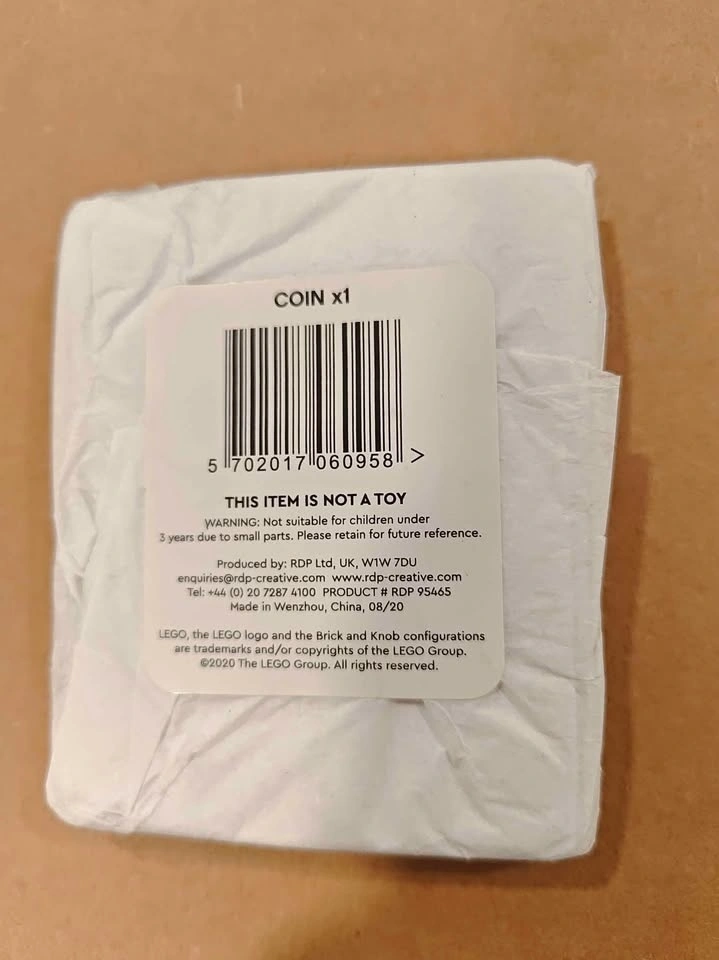 COIN x1
5 702017 060958 >
THIS ITEM IS NOT A TOY
WARNING: Not suitable for children under
3 years due to small parts. Please retain for future reference.
Produced by: RDP Ltd, UK, W1W 7DU
enquiries@rdp-creative.com www.rdp-creative.com
Tel: +44 (0) 20 7287 4100 PRODUCT # RDP 95465
Made in Wenzhou, China, 08/20
LEGO, the LEGO logo and the Brick and Knob configurations
are trademarks and/or copyrights of the LEGO Group.
©2020 The LEGO Group. All rights reserved.